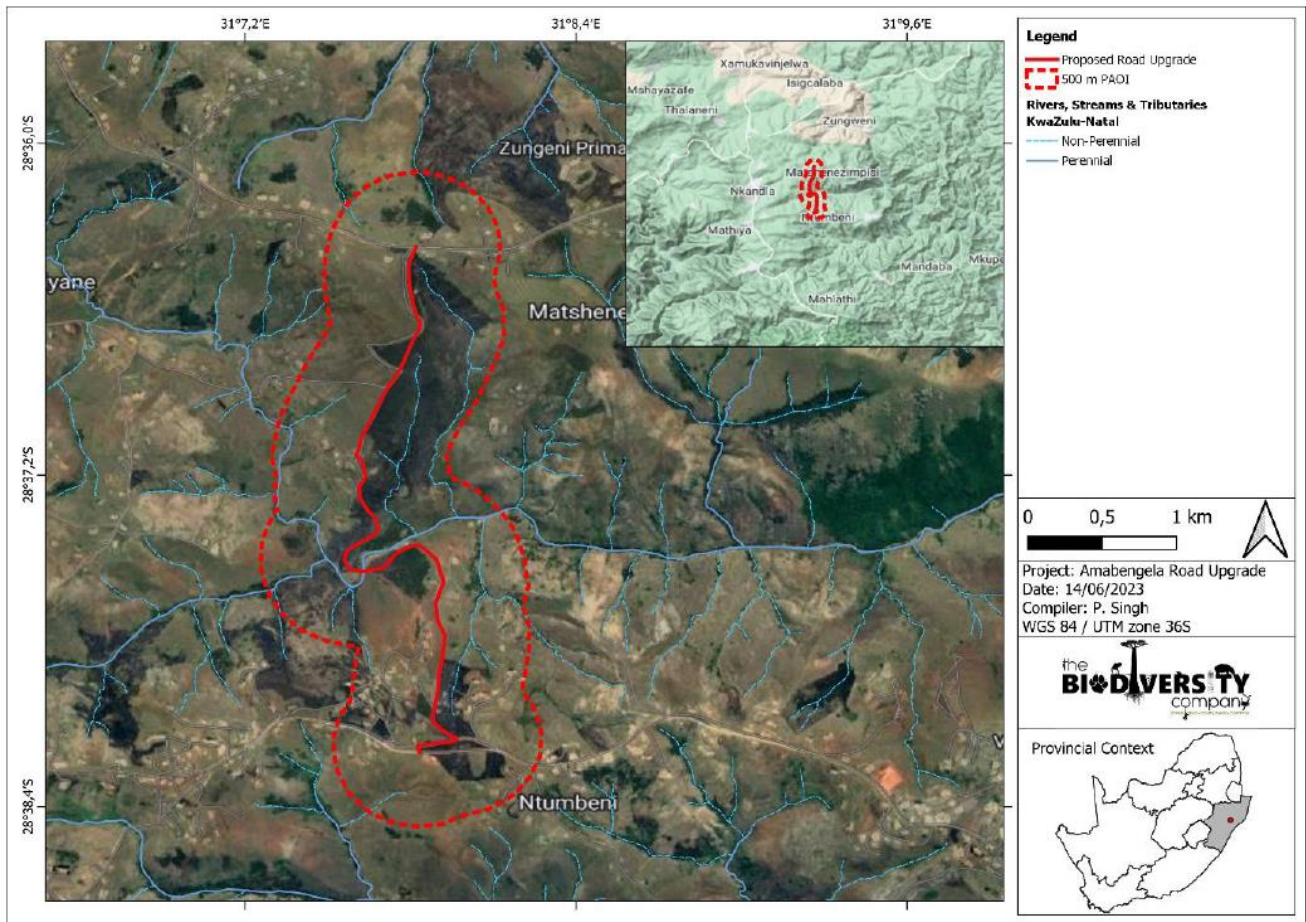 31°7,2'E
31°8,4'E
31°9,6'E
28°36,0'S
28°37,2'S
28°38,4'S
Zungeni Prima
yane
Matshene
Ntumbeni
Xamukavinjelwa
Isigcalaba
Mshayazafe
Thalaneni
Zungweni
Matshenezimpisi
Nkandla
Ntumbeni
Mathiya
Mandaba
Mkupe
Mahlathi
Legend
Proposed Road Upgrade
500 m PAOI
Rivers, Streams & Tributaries
KwaZulu-Natal
Non-Perennial
Perennial
0 0,5 1 km
Project: Amabengela Road Upgrade
Date: 14/06/2023
Compiler: P. Singh
WGS 84 / UTM zone 36S
the
BIODIVERSITY
company
Provincial Context